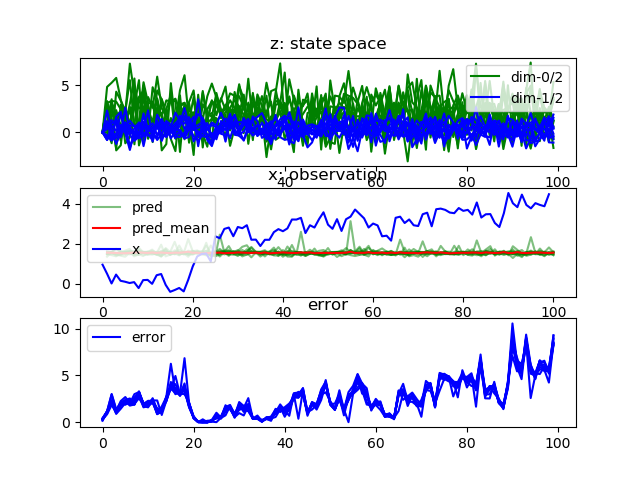 z: state space
5
0
dim-0/2
dim-1/2
0 20 40 60 80 100
x: observation
4
2
0
pred
pred_mean
x
0 20 40 60 80 100
error
10
5
0
error
0 20 40 60 80 100